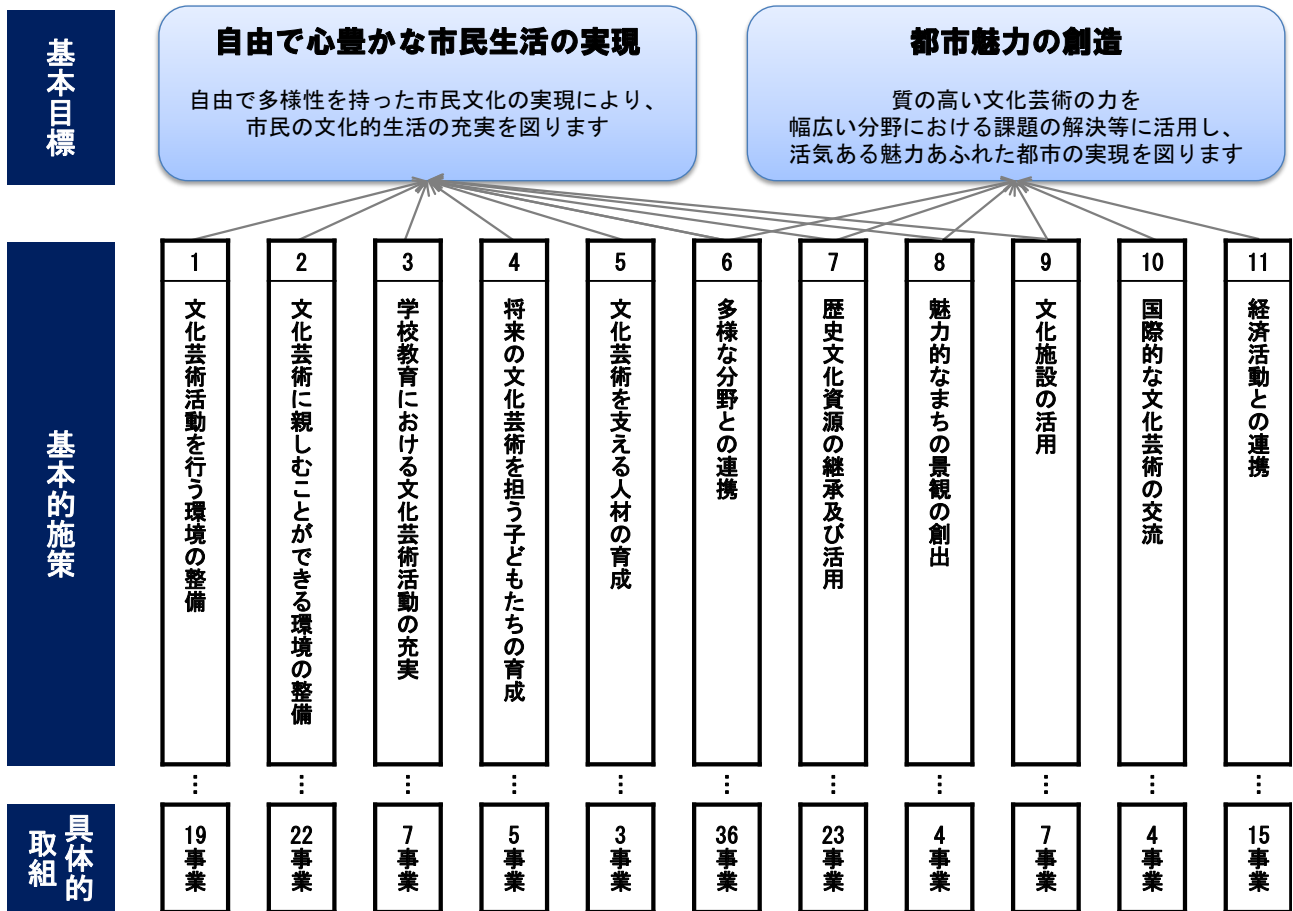 基本目標
自由で心豊かな市民生活の実現
自由で多様性を持った市民文化の実現により、
市民の文化的生活の充実を図ります
都市魅力の創造
質の高い文化芸術の力を
幅広い分野における課題の解決等に活用し、
活気ある魅力あふれた都市の実現を図ります
基本的施策
1
文化芸術活動を行う環境の整備
2
文化芸術に親しむことができる環境の整備
3
学校教育における文化芸術活動の充実
4
将来の文化芸術を担う子どもたちの育成
5
文化芸術を支える人材の育成
6
多様な分野との連携
7
歴史文化資源の継承及び活用
8
魅力的なまちの景観の創出
9
文化施設の活用
10
国際的な文化芸術の交流
11
経済活動との連携
…
…
…
…
…
…
…
…
…
…
…
具体的
取組
19
事業
22
事業
7
事業
5
事業
3
事業
36
事業
23
事業
4
事業
7
事業
4
事業
15
事業